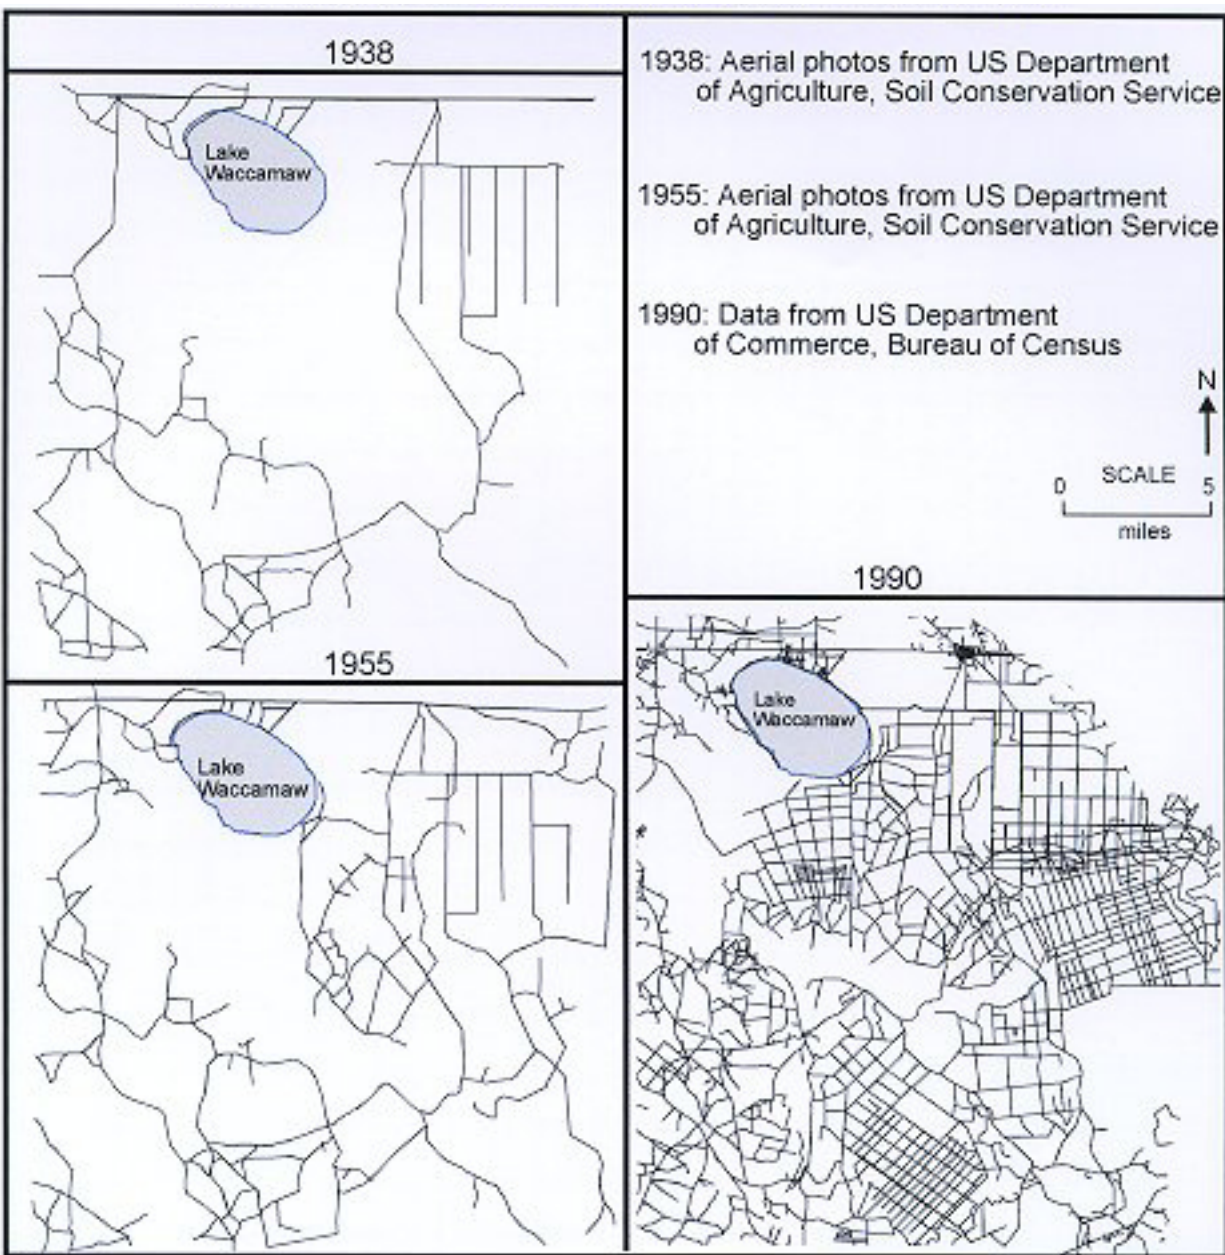 1938
Lake
Waccamaw
1938: Aerial photos from US Department
of Agriculture, Soil Conservation Service
1955: Aerial photos from US Department
of Agriculture, Soil Conservation Service
1990: Data from US Department
of Commerce, Bureau of Census
N
SCALE
0 5
miles
1955
Lake
Waccamaw
1990
Lake
Waccamaw